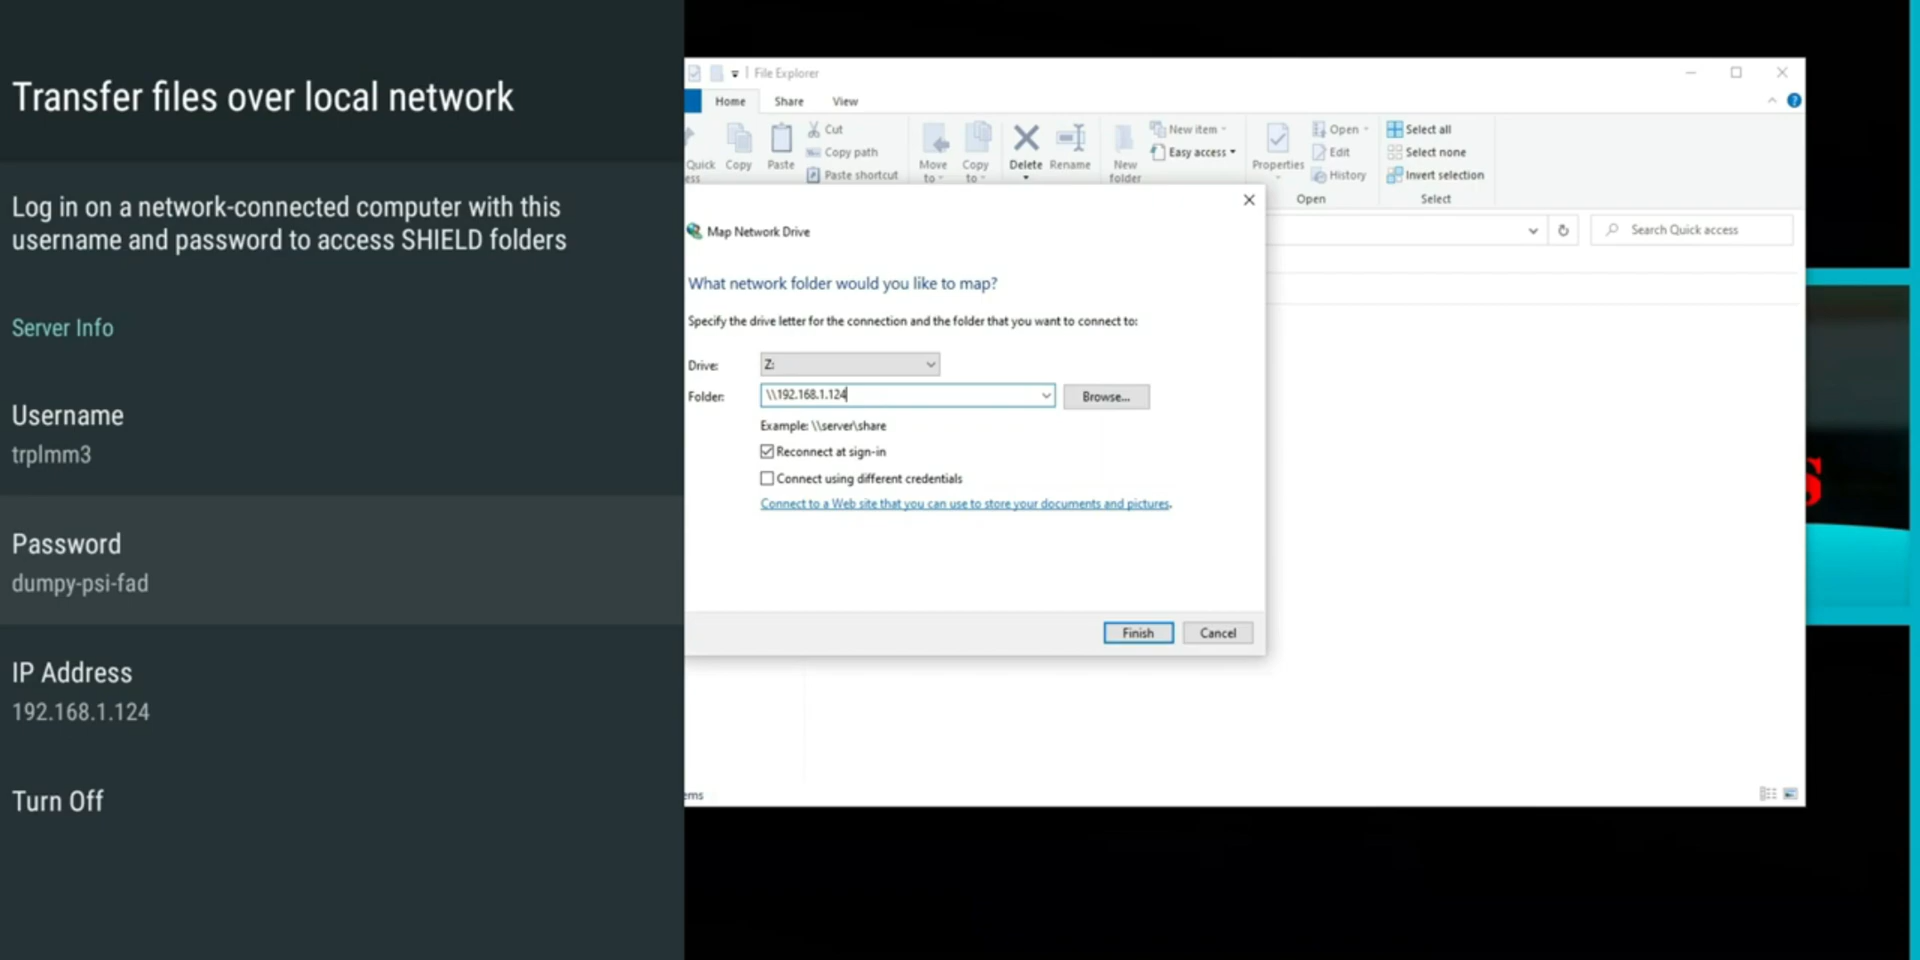 Transfer files over local network
Log in on a network-connected computer with this
username and password to access SHIELD folders
Server Info
Username
trplmm3
Password
dumpy-psi-fad
IP Address
192.168.1.124
Turn Off
File Explorer
Home
Share
View
Quick
ess
Copy
Paste
Cut
Copy path
Paste shortcut
Move
to
Copy
to
Delete
Rename
New
folder
New item
Easy access
Properties
Open
Edit
History
Open
Select all
Select none
Invert selection
Select
Search Quick access
Map Network Drive
What network folder would you like to map?
Specify the drive letter for the connection and the folder that you want to connect to:
Drive:
Z:
Folder:
\\192.168.1.124
Browse...
Example: \\server\share
Reconnect at sign-in
Connect using different credentials
Connect to a Web site that you can use to store your documents and pictures.
Finish
Cancel
ems
S